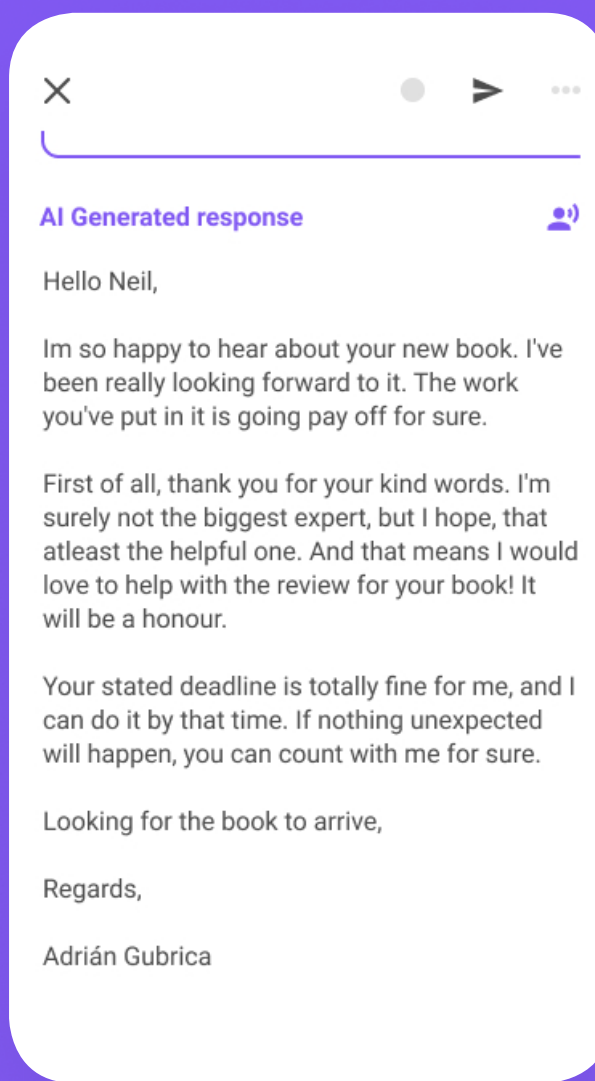 AI Generated response
Hello Neil,
Im so happy to hear about your new book. I've
been really looking forward to it. The work
you've put in it is going pay off for sure.
First of all, thank you for your kind words. I'm
surely not the biggest expert, but I hope, that
atleast the helpful one. And that means I would
love to help with the review for your book! It
will be a honour.
Your stated deadline is totally fine for me, and I
can do it by that time. If nothing unexpected
will happen, you can count with me for sure.
Looking for the book to arrive,
Regards,
Adrián Gubrica